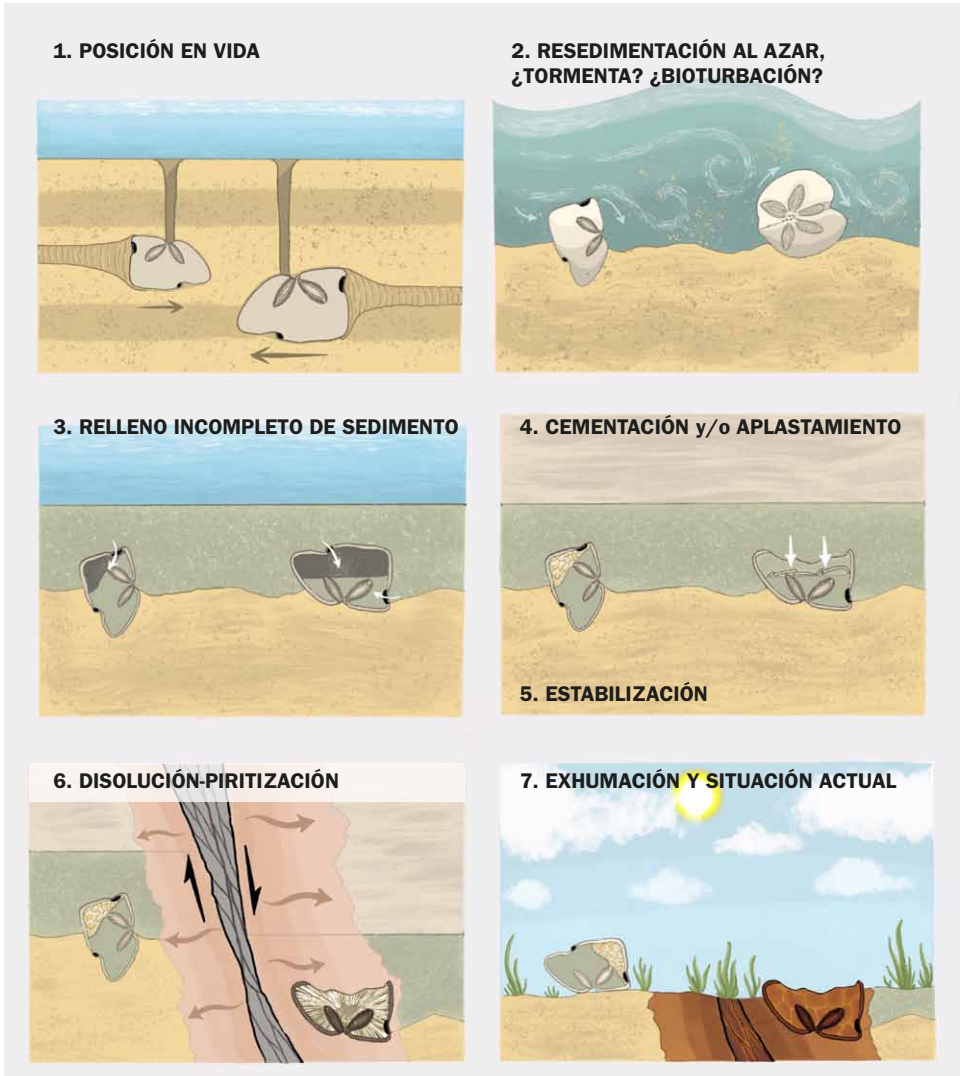 1. POSICIÓN EN VIDA
2. RESEDIMENTACIÓN AL AZAR,
¿TORMENTA? ¿BIOTURBACIÓN?
3. RELLENO INCOMPLETO DE SEDIMENTO
4. CEMENTACIÓN y/o APLASTAMIENTO
5. ESTABILIZACIÓN
6. DISOLUCIÓN-PIRITIZACIÓN
7. EXHUMACIÓN Y SITUACIÓN ACTUAL